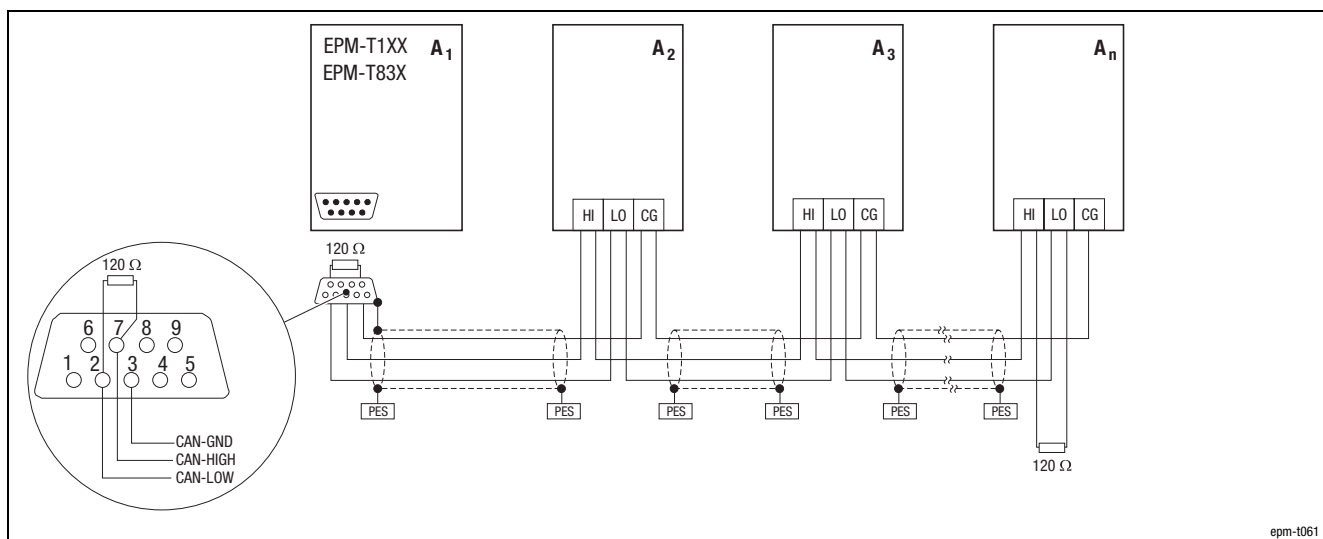 EPM-T1XX
EPM-T83X
A1
A2
A3
An
HI LO CG
HI LO CG
HI LO CG
120 Ω
120 Ω
6 7 8 9
1 2 3 4 5
CAN-GND
CAN-HIGH
CAN-LOW
PES
PES
PES
PES
PES
PES
120 Ω
epm-t061